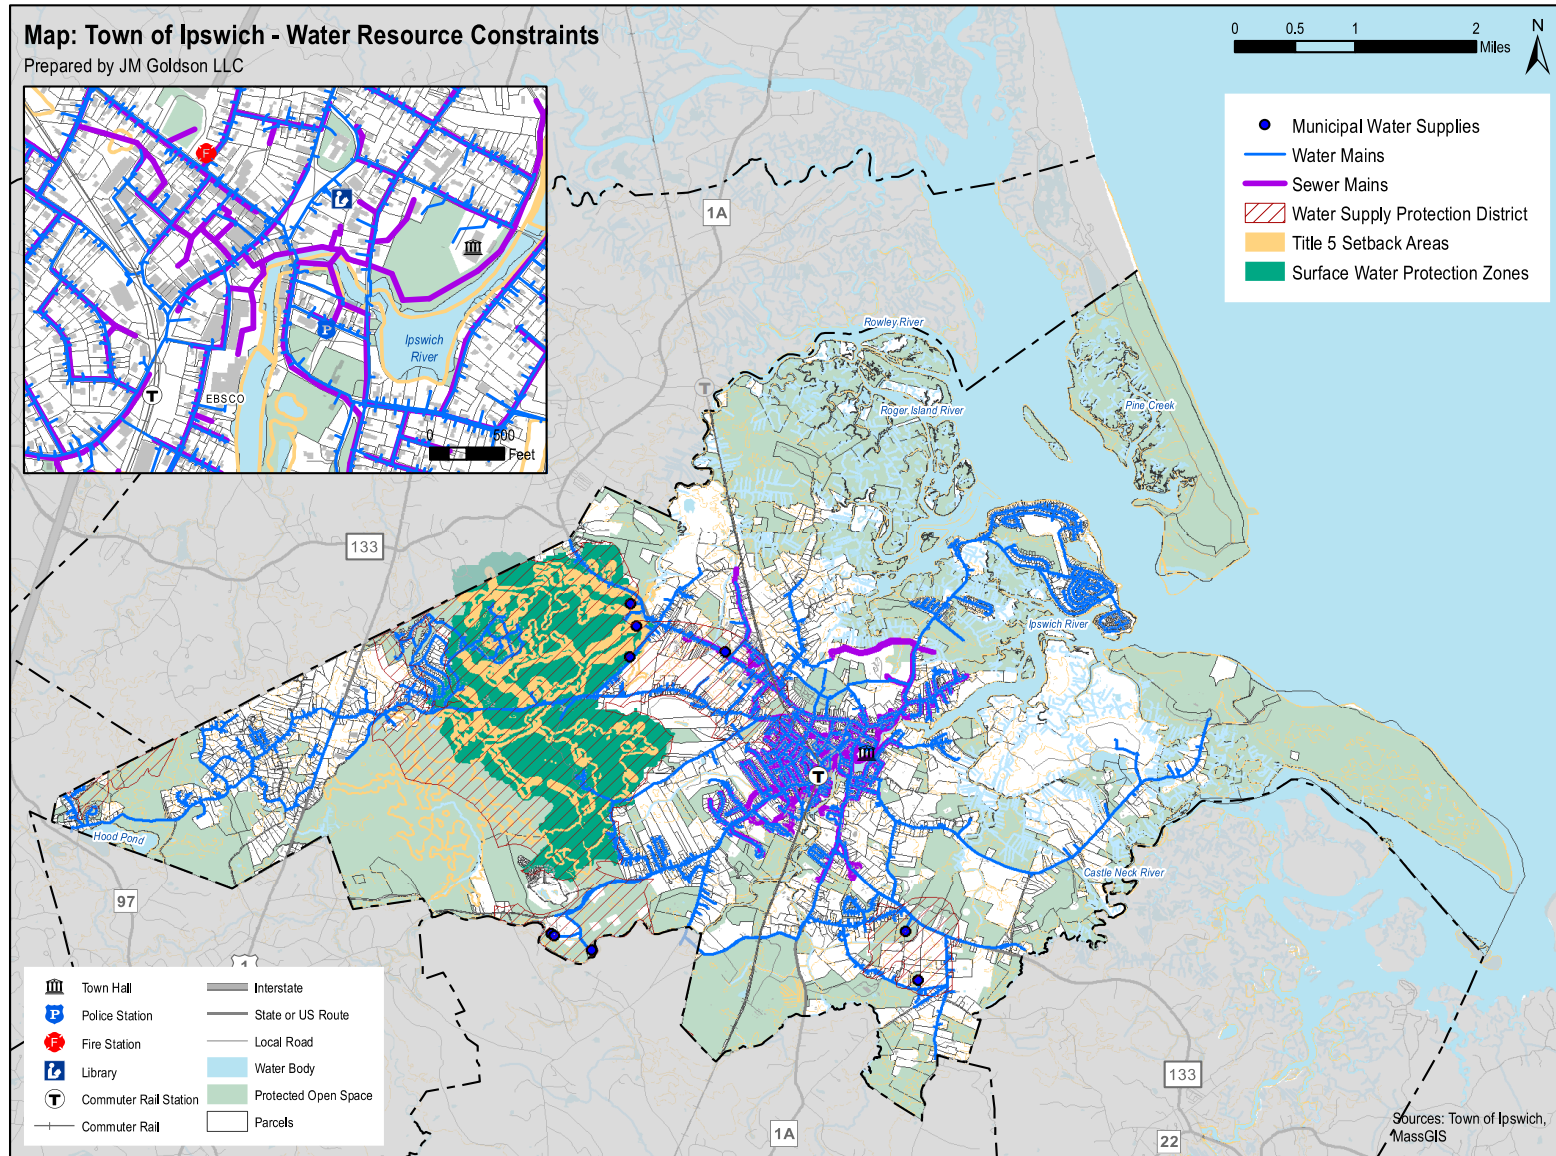 Map: Town of Ipswich - Water Resource Constraints
Prepared by JM Goldson LLC
0 0.5 1 2
Miles
N
Municipal Water Supplies
Water Mains
Sewer Mains
Water Supply Protection District
Title 5 Setback Areas
Surface Water Protection Zones
F
P
Ipswich
River
T
EBSCO
0 500
Feet
1A
Rowley River
T
Roger Island River
Pine Creek
133
Ipswich River
T
Hood Pond
Castle Neck River
97
1
133
1A
22
Town Hall
P Police Station
F Fire Station
Library
T Commuter Rail Station
Commuter Rail
Interstate
State or US Route
Local Road
Water Body
Protected Open Space
Parcels
Sources: Town of Ipswich,
MassGIS